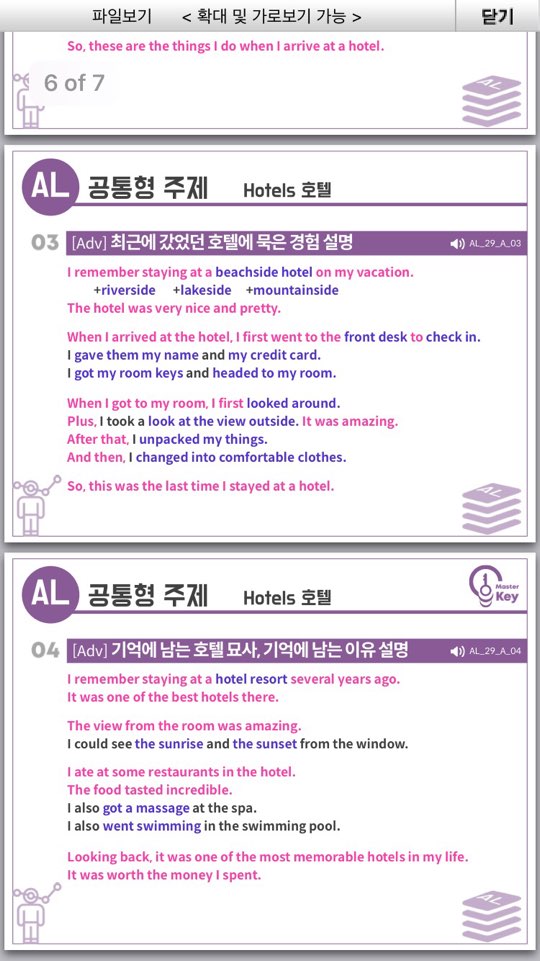 파일보기 < 확대 및 가로보기 가능 > 닫기
So, these are the things I do when I arrive at a hotel.
6 of 7
AL
AL 공통형 주제 Hotels 호텔
03 [Adv] 최근에 갔었던 호텔에 묵은 경험 설명 AL_29_A_03
I remember staying at a beachside hotel on my vacation.
+riverside +lakeside +mountainside
The hotel was very nice and pretty.
When I arrived at the hotel, I first went to the front desk to check in.
I gave them my name and my credit card.
I got my room keys and headed to my room.
When I got to my room, I first looked around.
Plus, I took a look at the view outside. It was amazing.
After that, I unpacked my things.
And then, I changed into comfortable clothes.
So, this was the last time I stayed at a hotel.
AL
AL 공통형 주제 Hotels 호텔
Master Key
04 [Adv] 기억에 남는 호텔 묘사, 기억에 남는 이유 설명 AL_29_A_04
I remember staying at a hotel resort several years ago.
It was one of the best hotels there.
The view from the room was amazing.
I could see the sunrise and the sunset from the window.
I ate at some restaurants in the hotel.
The food tasted incredible.
I also got a massage at the spa.
I also went swimming in the swimming pool.
Looking back, it was one of the most memorable hotels in my life.
It was worth the money I spent.
AL